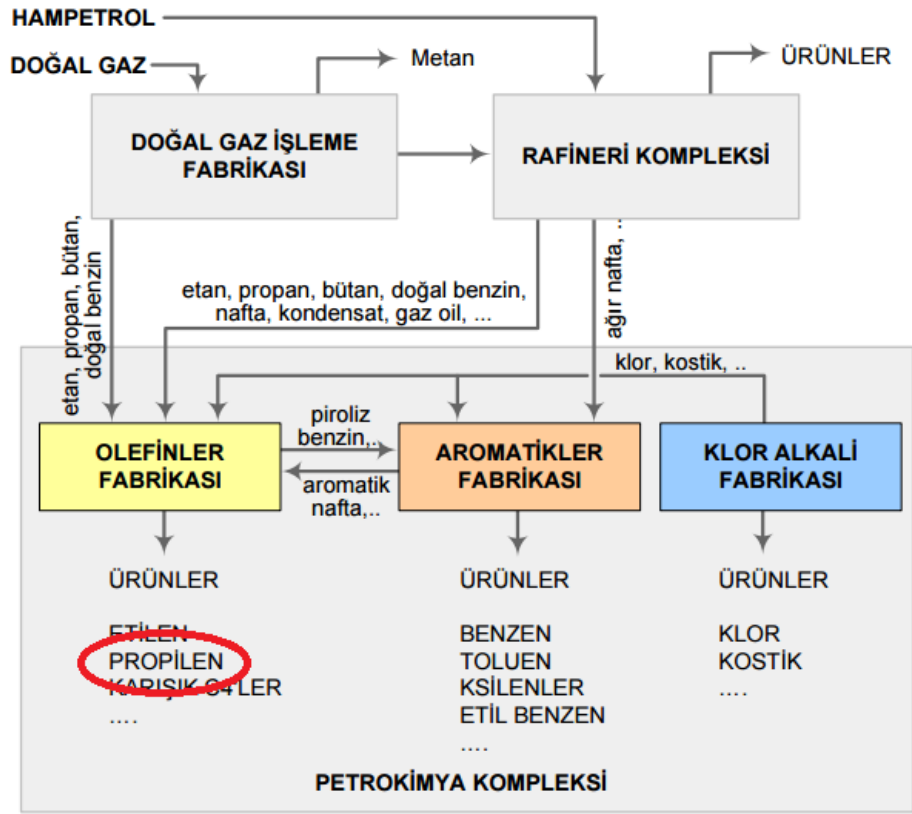 HAMPETROL
DOĞAL GAZ
Metan
ÜRÜNLER
DOĞAL GAZ İŞLEME
FABRİKASI
RAFİNERİ KOMPLEKSİ
etan, propan, bütan,
doğal benzin
etan, propan, bütan, doğal benzin,
nafta, kondensat, gaz oil, ...
ağır nafta, ..
klor, kostik, ..
OLEFİNLER
FABRİKASI
piroliz
benzin,..
aromatik
nafta,..
AROMATİKLER
FABRİKASI
KLOR ALKALİ
FABRİKASI
ÜRÜNLER
ETİLEN
PROPİLEN
KARIŞIK C4'LER
....
ÜRÜNLER
BENZEN
TOLUEN
KSİLENLER
ETİL BENZEN
....
ÜRÜNLER
KLOR
KOSTİK
....
PETROKİMYA KOMPLEKSİ